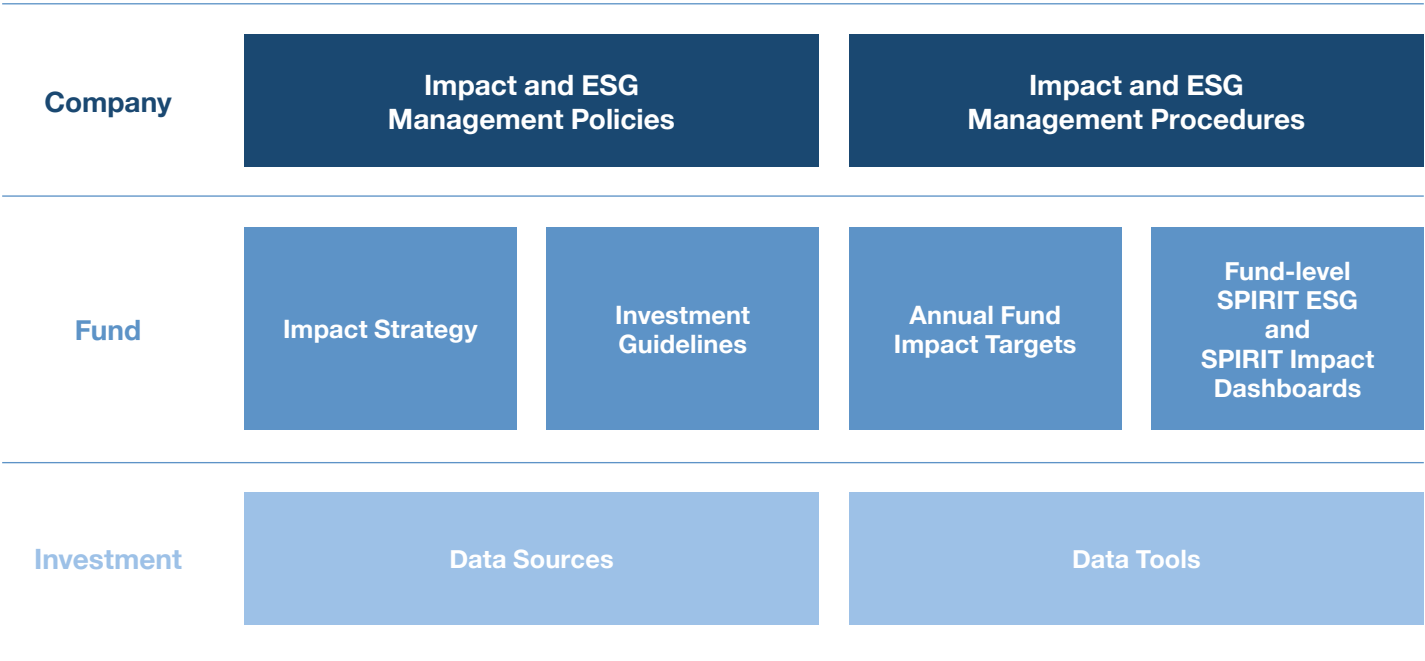 Company
Impact and ESG
Management Policies
Impact and ESG
Management Procedures
Fund
Impact Strategy
Investment
Guidelines
Annual Fund
Impact Targets
Fund-level
SPIRIT ESG
and
SPIRIT Impact
Dashboards
Investment
Data Sources
Data Tools